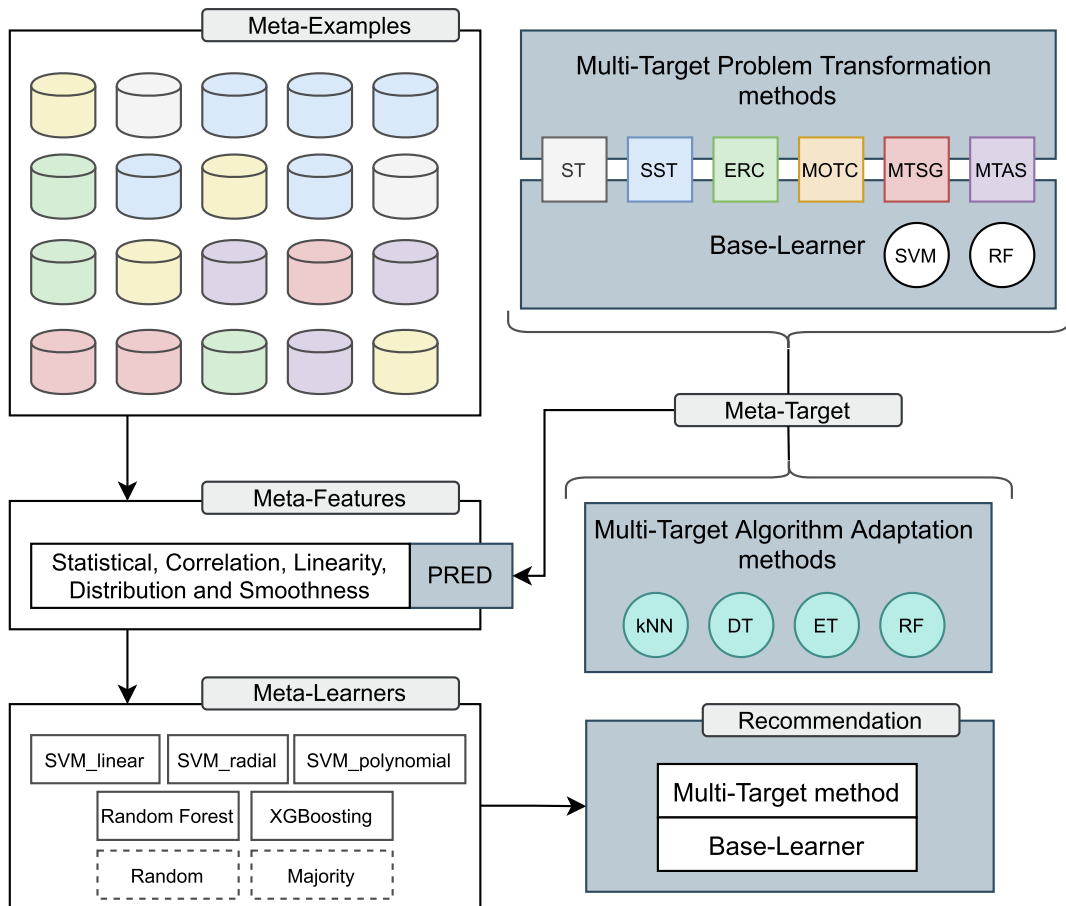 Meta-Examples
Multi-Target Problem Transformation
methods
ST
SST
ERC
MOTC
MTSG
MTAS
Base-Learner
SVM
RF
Meta-Target
Meta-Features
Statistical, Correlation, Linearity,
Distribution and Smoothness
PRED
Multi-Target Algorithm Adaptation
methods
kNN
DT
ET
RF
Meta-Learners
SVM_linear
SVM_radial
SVM_polynomial
Random Forest
XGBoosting
Random
Majority
Recommendation
Multi-Target method
Base-Learner